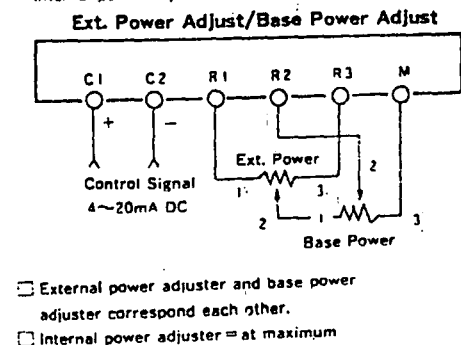 Ext. Power Adjust/Base Power Adjust
C1 C2 R1 R2 R3 M
+ −
Ext. Power
2
Control Signal
1 3
4~20mA DC
2 1 3
Base Power
External power adjuster and base power
adjuster correspond each other.
Internal power adjuster = at maximum